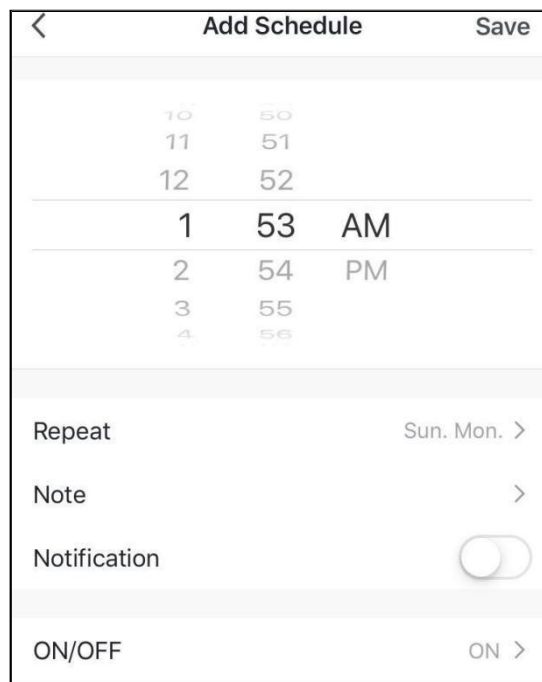 Add Schedule Save
10 50
11 51
12 52
1 53 AM
2 54 PM
3 55
4 56
Repeat Sun. Mon.
Note
Notification
ON/OFF ON